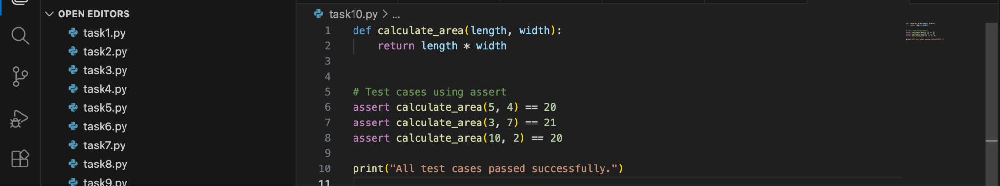 OPEN EDITORS
task1.py
task2.py
task3.py
task4.py
task5.py
task6.py
task7.py
task8.py
task9.py
task10.py > ...
1 def calculate_area(length, width):
2     return length * width
3
4
5 # Test cases using assert
6 assert calculate_area(5, 4) == 20
7 assert calculate_area(3, 7) == 21
8 assert calculate_area(10, 2) == 20
9
10 print("All test cases passed successfully.")
11